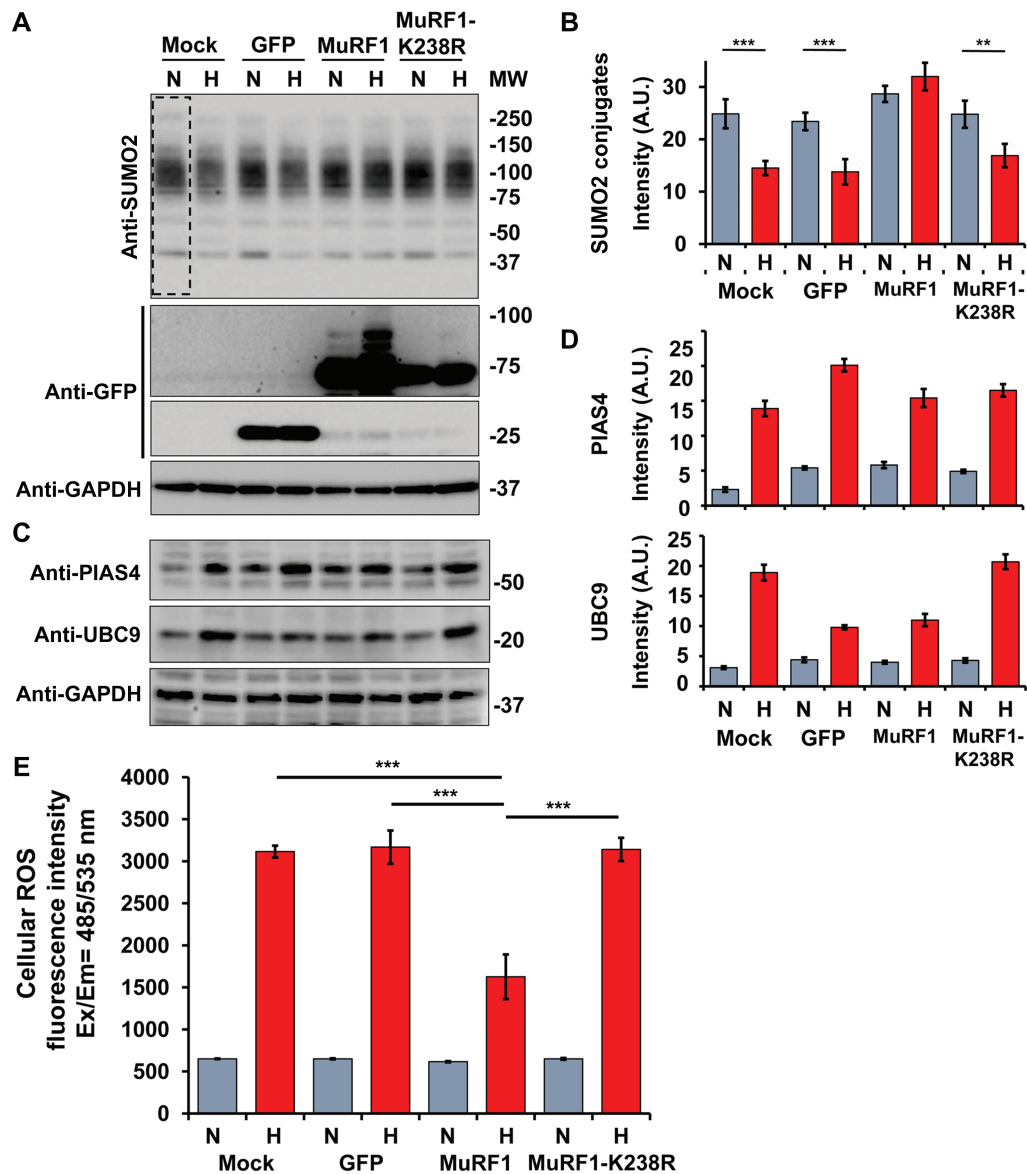 A
Mock GFP MuRF1 MuRF1-
K238R
N H N H N H N H MW
Anti-SUMO2
-250
-150
-100
-75
-50
-37
Anti-GFP
-100
-75
-25
Anti-GAPDH
-37
B
SUMO2 conjugates
Intensity (A.U.)
*** *** **
30
20
10
0
N H N H N H N H
Mock GFP MuRF1 MuRF1-
K238R
C
Anti-PIAS4
-50
Anti-UBC9
-20
Anti-GAPDH
-37
D
PIAS4
Intensity (A.U.)
25
20
15
10
5
0
UBC9
Intensity (A.U.)
25
20
15
10
5
0
N H N H N H N H
Mock GFP MuRF1 MuRF1-
K238R
E
Cellular ROS
fluorescence intensity
Ex/Em= 485/535 nm
***
*** ***
4000
3500
3000
2500
2000
1500
1000
500
0
N H N H N H N H
Mock GFP MuRF1 MuRF1-K238R